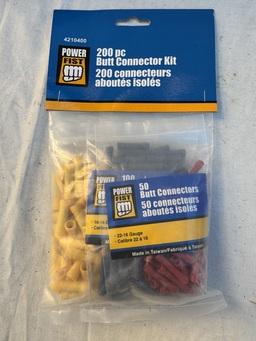 4210400
POWER
FIST
200 pc
Butt Connector Kit
200 connecteurs
aboutés isolés
100
POWER
FIST
50
Butt Connectors
50 connecteurs
aboutés isolés
- 22-16 Gauge
- Calibre 22 à 16
Made in Taiwan/Fabriqué à Taiwan